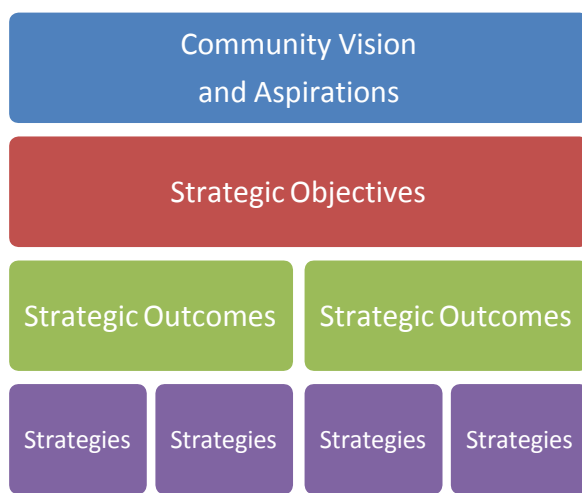 Community Vision
and Aspirations
Strategic Objectives
Strategic Outcomes
Strategic Outcomes
Strategies
Strategies
Strategies
Strategies